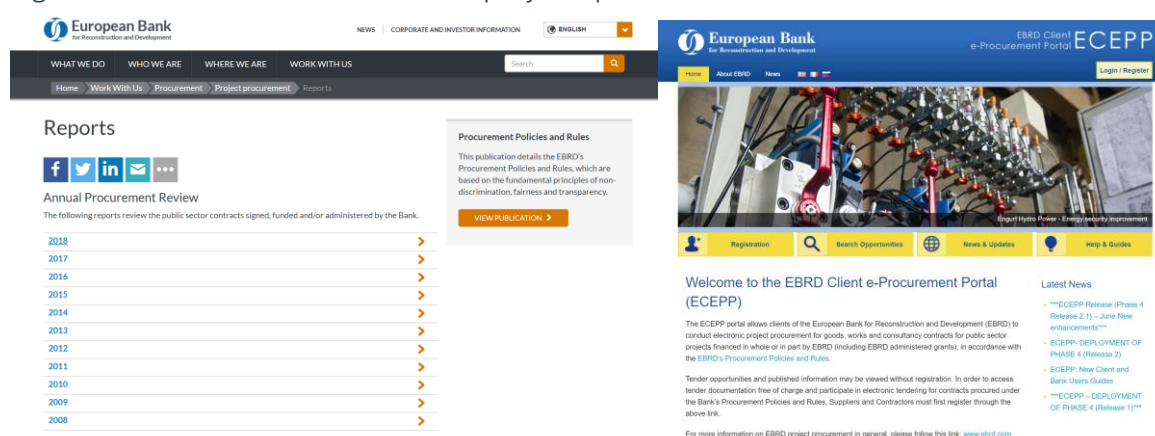 European Bank
for Reconstruction and Development
NEWS CORPORATE AND INVESTOR INFORMATION ENGLISH
WHAT WE DO WHO WE ARE WHERE WE ARE WORK WITH US Search
Home Work With Us Procurement Project procurement Reports
Reports
Annual Procurement Review
The following reports review the public sector contracts signed, funded and/or administered by the Bank.
2018
2017
2016
2015
2014
2013
2012
2011
2010
2009
2008
Procurement Policies and Rules
This publication details the EBRD's
Procurement Policies and Rules, which are
based on the fundamental principles of non-
discrimination, fairness and transparency.
VIEW PUBLICATION
European Bank
for Reconstruction and Development
EBRD Client
e-Procurement Portal ECEPP
Home About EBRD News
Login / Register
Enguri Hydro Power - Energy security improvement
Registration Search Opportunities News & Updates Help & Guides
Welcome to the EBRD Client e-Procurement Portal
(ECEPP)
The ECEPP portal allows clients of the European Bank for Reconstruction and Development (EBRD) to
conduct electronic project procurement for goods, works and consultancy contracts for public sector
projects financed in whole or in part by EBRD (including EBRD administered grants), in accordance with
the EBRD's Procurement Policies and Rules.
Tender opportunities and published information may be viewed without registration. In order to access
tender documentation free of charge and participate in electronic tendering for contracts procured under
the Bank's Procurement Policies and Rules, Suppliers and Contractors must first register through the
above link.
For more information on EBRD project procurement in general, please follow this link: www.ebrd.com
Latest News
***ECEPP Release (Phase 4
Release 2.1) – June New
enhancements***
ECEPP- DEPLOYMENT OF
PHASE 4 (Release 2)
ECEPP: New Client and
Bank Users Guides
***ECEPP – DEPLOYMENT
OF PHASE 4 (Release 1)***